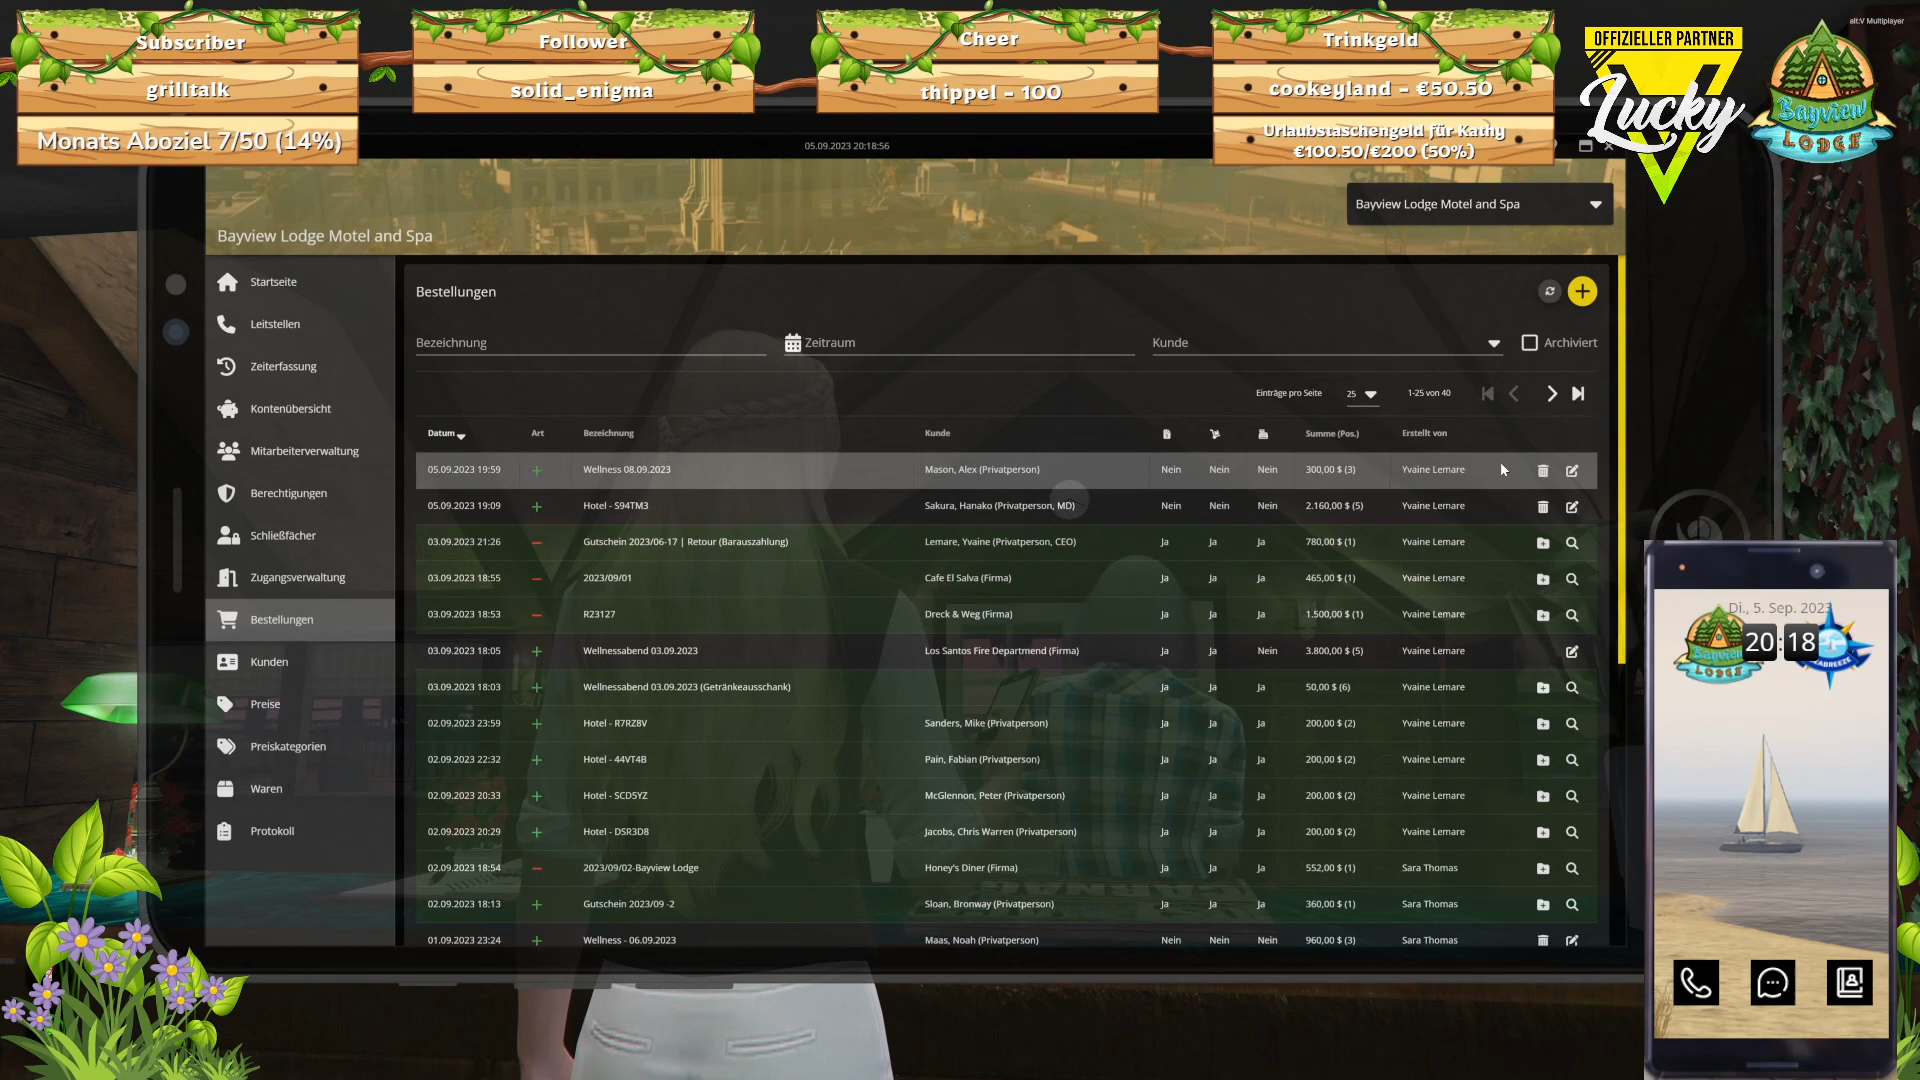 Subscriber
grilltalk
Monats Aboziel 7/50 (14%)
Follower
solid_enigma
Cheer
thippel - 100
Trinkgeld
cookeyland - €50.50
Urlaubstaschengeld für Kathy
€100.50/€200 (50%)
OFFIZIELLER PARTNER
Lucky
Bayview
LODGE
alt:V Multiplayer
05.09.2023 20:18:56
Bayview Lodge Motel and Spa
Bayview Lodge Motel and Spa
Startseite
Leitstellen
Zeiterfassung
Kontenübersicht
Mitarbeiterverwaltung
Berechtigungen
Schließfächer
Zugangsverwaltung
Bestellungen
Kunden
Preise
Preiskategorien
Waren
Protokoll
Bestellungen
Bezeichnung Zeitraum Kunde Archiviert
Einträge pro Seite 25 1-25 von 40
Datum Art Bezeichnung Kunde Summe (Pos.) Erstellt von
05.09.2023 19:59 + Wellness 08.09.2023 Mason, Alex (Privatperson) Nein Nein Nein 300,00 $ (3) Yvaine Lemare
05.09.2023 19:09 + Hotel - S94TM3 Sakura, Hanako (Privatperson, MD) Nein Nein Nein 2.160,00 $ (5) Yvaine Lemare
03.09.2023 21:26 - Gutschein 2023/06-17 | Retour (Barauszahlung) Lemare, Yvaine (Privatperson, CEO) Ja Ja Ja 780,00 $ (1) Yvaine Lemare
03.09.2023 18:55 - 2023/09/01 Cafe El Salva (Firma) Ja Ja Ja 465,00 $ (1) Yvaine Lemare
03.09.2023 18:53 - R23127 Dreck & Weg (Firma) Ja Ja Ja 1.500,00 $ (1) Yvaine Lemare
03.09.2023 18:05 + Wellnessabend 03.09.2023 Los Santos Fire Departmend (Firma) Ja Ja Nein 3.800,00 $ (5) Yvaine Lemare
03.09.2023 18:03 + Wellnessabend 03.09.2023 (Getränkeausschank) Ja Ja Ja 50,00 $ (6) Yvaine Lemare
02.09.2023 23:59 + Hotel - R7RZ8V Sanders, Mike (Privatperson) Ja Ja Ja 200,00 $ (2) Yvaine Lemare
02.09.2023 22:32 + Hotel - 44VT4B Pain, Fabian (Privatperson) Ja Ja Ja 200,00 $ (2) Yvaine Lemare
02.09.2023 20:33 + Hotel - SCD5YZ McGlennon, Peter (Privatperson) Ja Ja Ja 200,00 $ (2) Yvaine Lemare
02.09.2023 20:29 + Hotel - DSR3D8 Jacobs, Chris Warren (Privatperson) Ja Ja Ja 200,00 $ (2) Yvaine Lemare
02.09.2023 18:54 - 2023/09/02-Bayview Lodge Honey's Diner (Firma) Ja Ja Ja 552,00 $ (1) Sara Thomas
02.09.2023 18:13 + Gutschein 2023/09 -2 Sloan, Bronway (Privatperson) Ja Ja Ja 360,00 $ (1) Sara Thomas
01.09.2023 23:24 + Wellness - 06.09.2023 Maas, Noah (Privatperson) Nein Nein Nein 960,00 $ (3) Sara Thomas
Di., 5. Sep. 2023
20:18
Bayview
LODGE